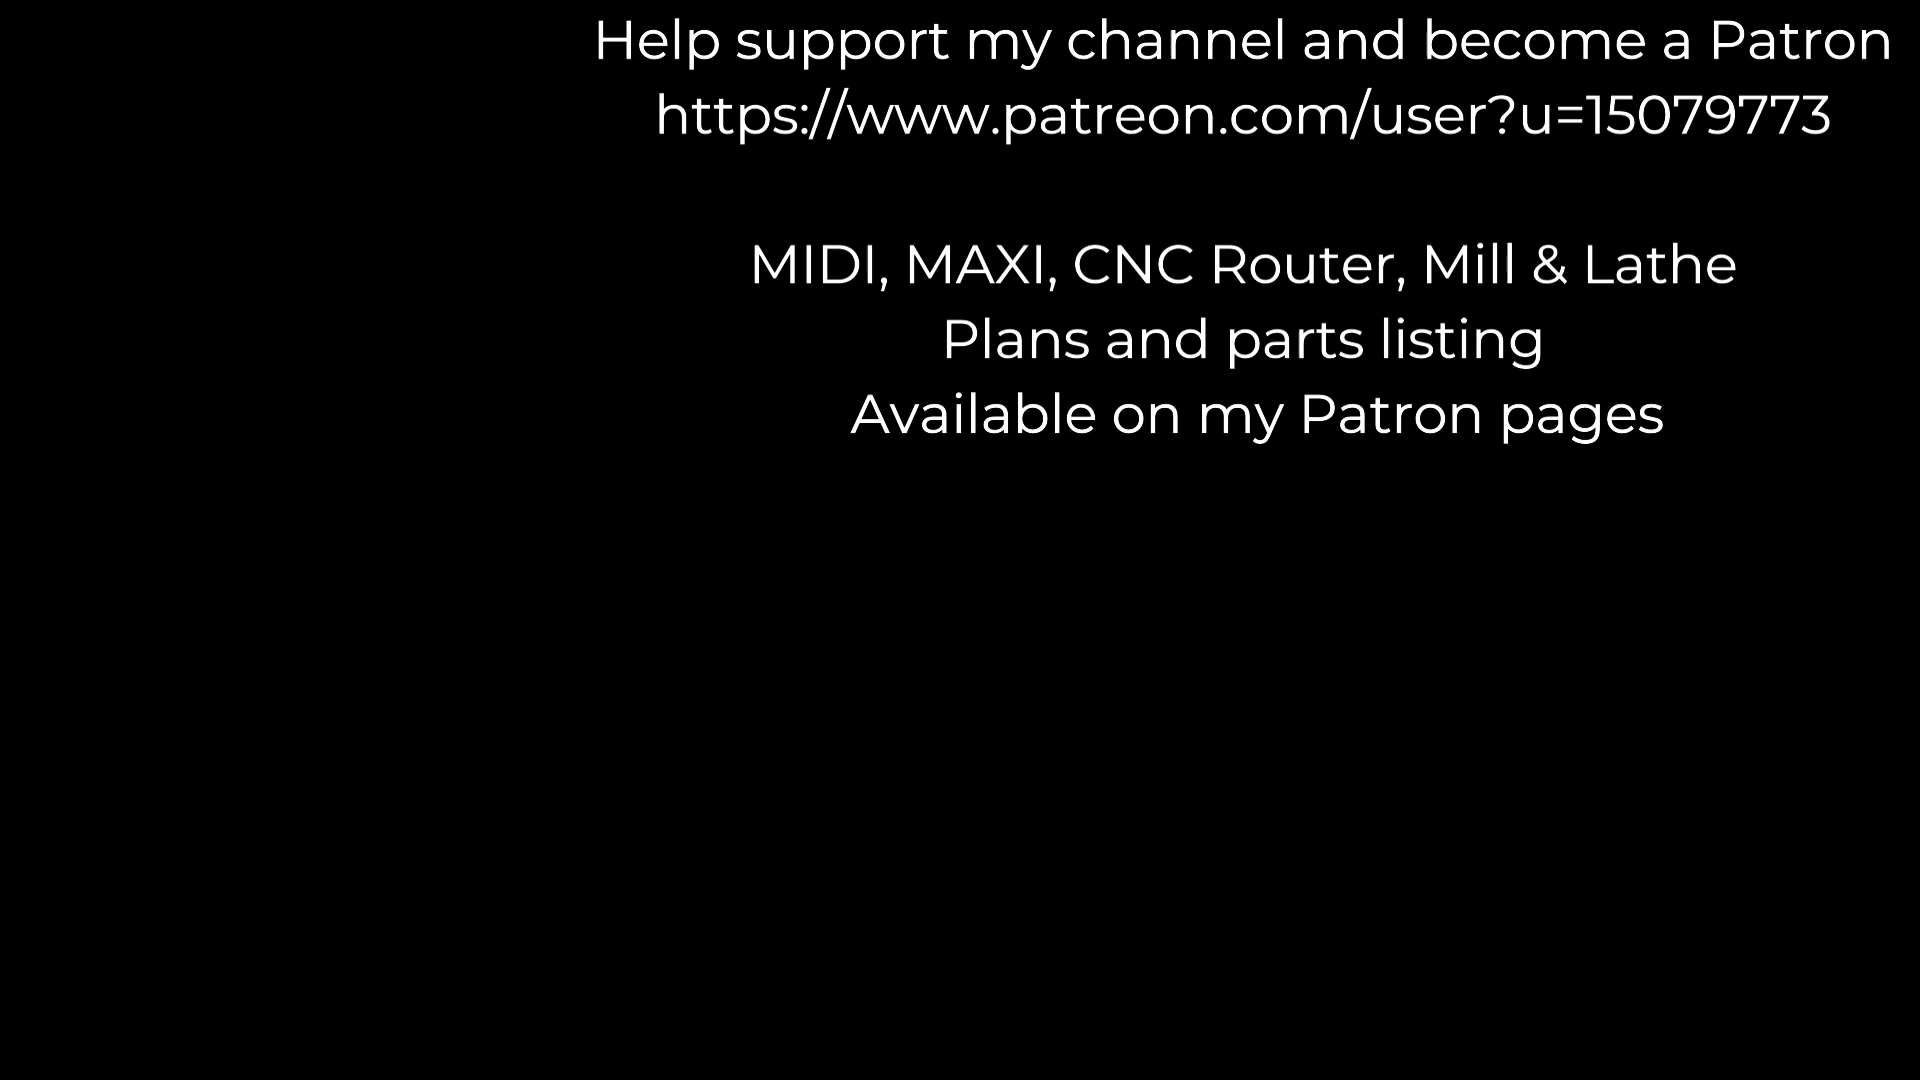 Help support my channel and become a Patron
https://www.patreon.com/user?u=15079773
MIDI, MAXI, CNC Router, Mill & Lathe
Plans and parts listing
Available on my Patron pages